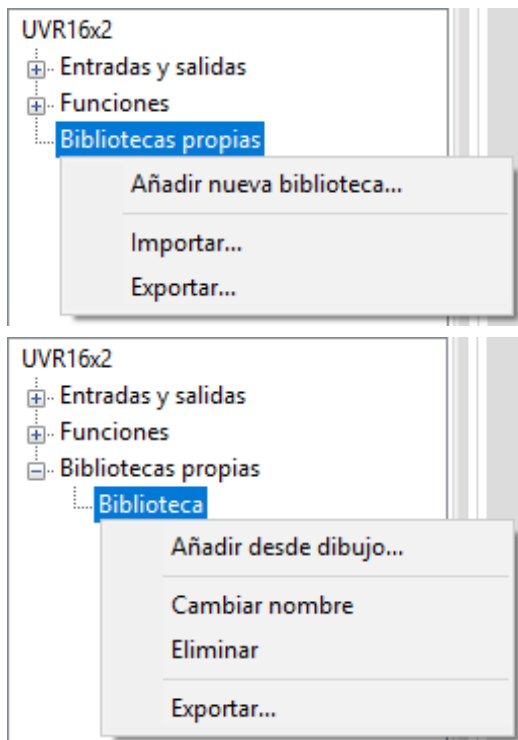 UVR16x2
Entradas y salidas
Funciones
Bibliotecas propias
Añadir nueva biblioteca...
Importar...
Exportar...
UVR16x2
Entradas y salidas
Funciones
Bibliotecas propias
Biblioteca
Añadir desde dibujo...
Cambiar nombre
Eliminar
Exportar...